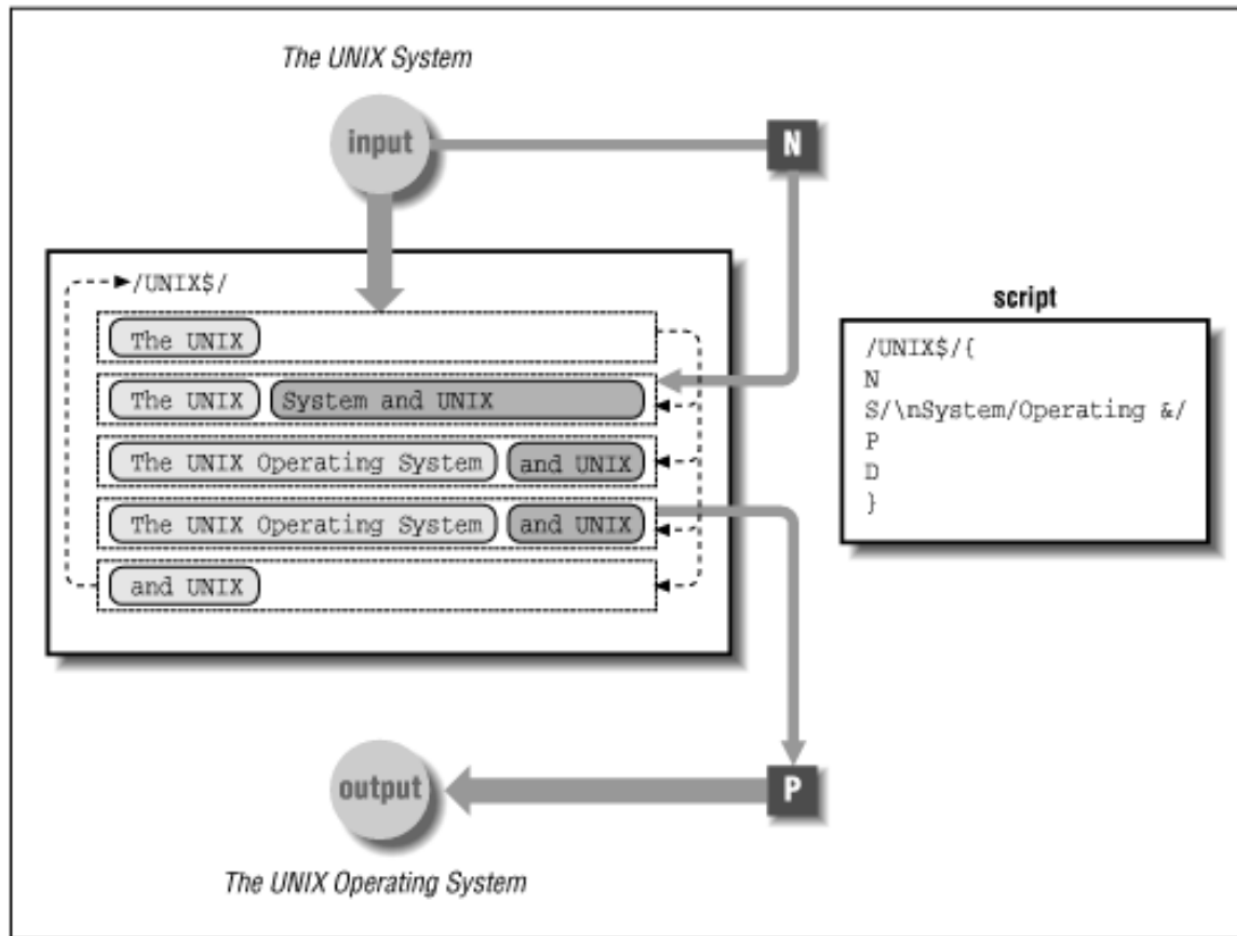 The UNIX System
input
N
/UNIX$/
The UNIX
The UNIX System and UNIX
The UNIX Operating System and UNIX
The UNIX Operating System and UNIX
and UNIX
script
/UNIX$/{
N
S/\nSystem/Operating &/
P
D
}
output
P
The UNIX Operating System